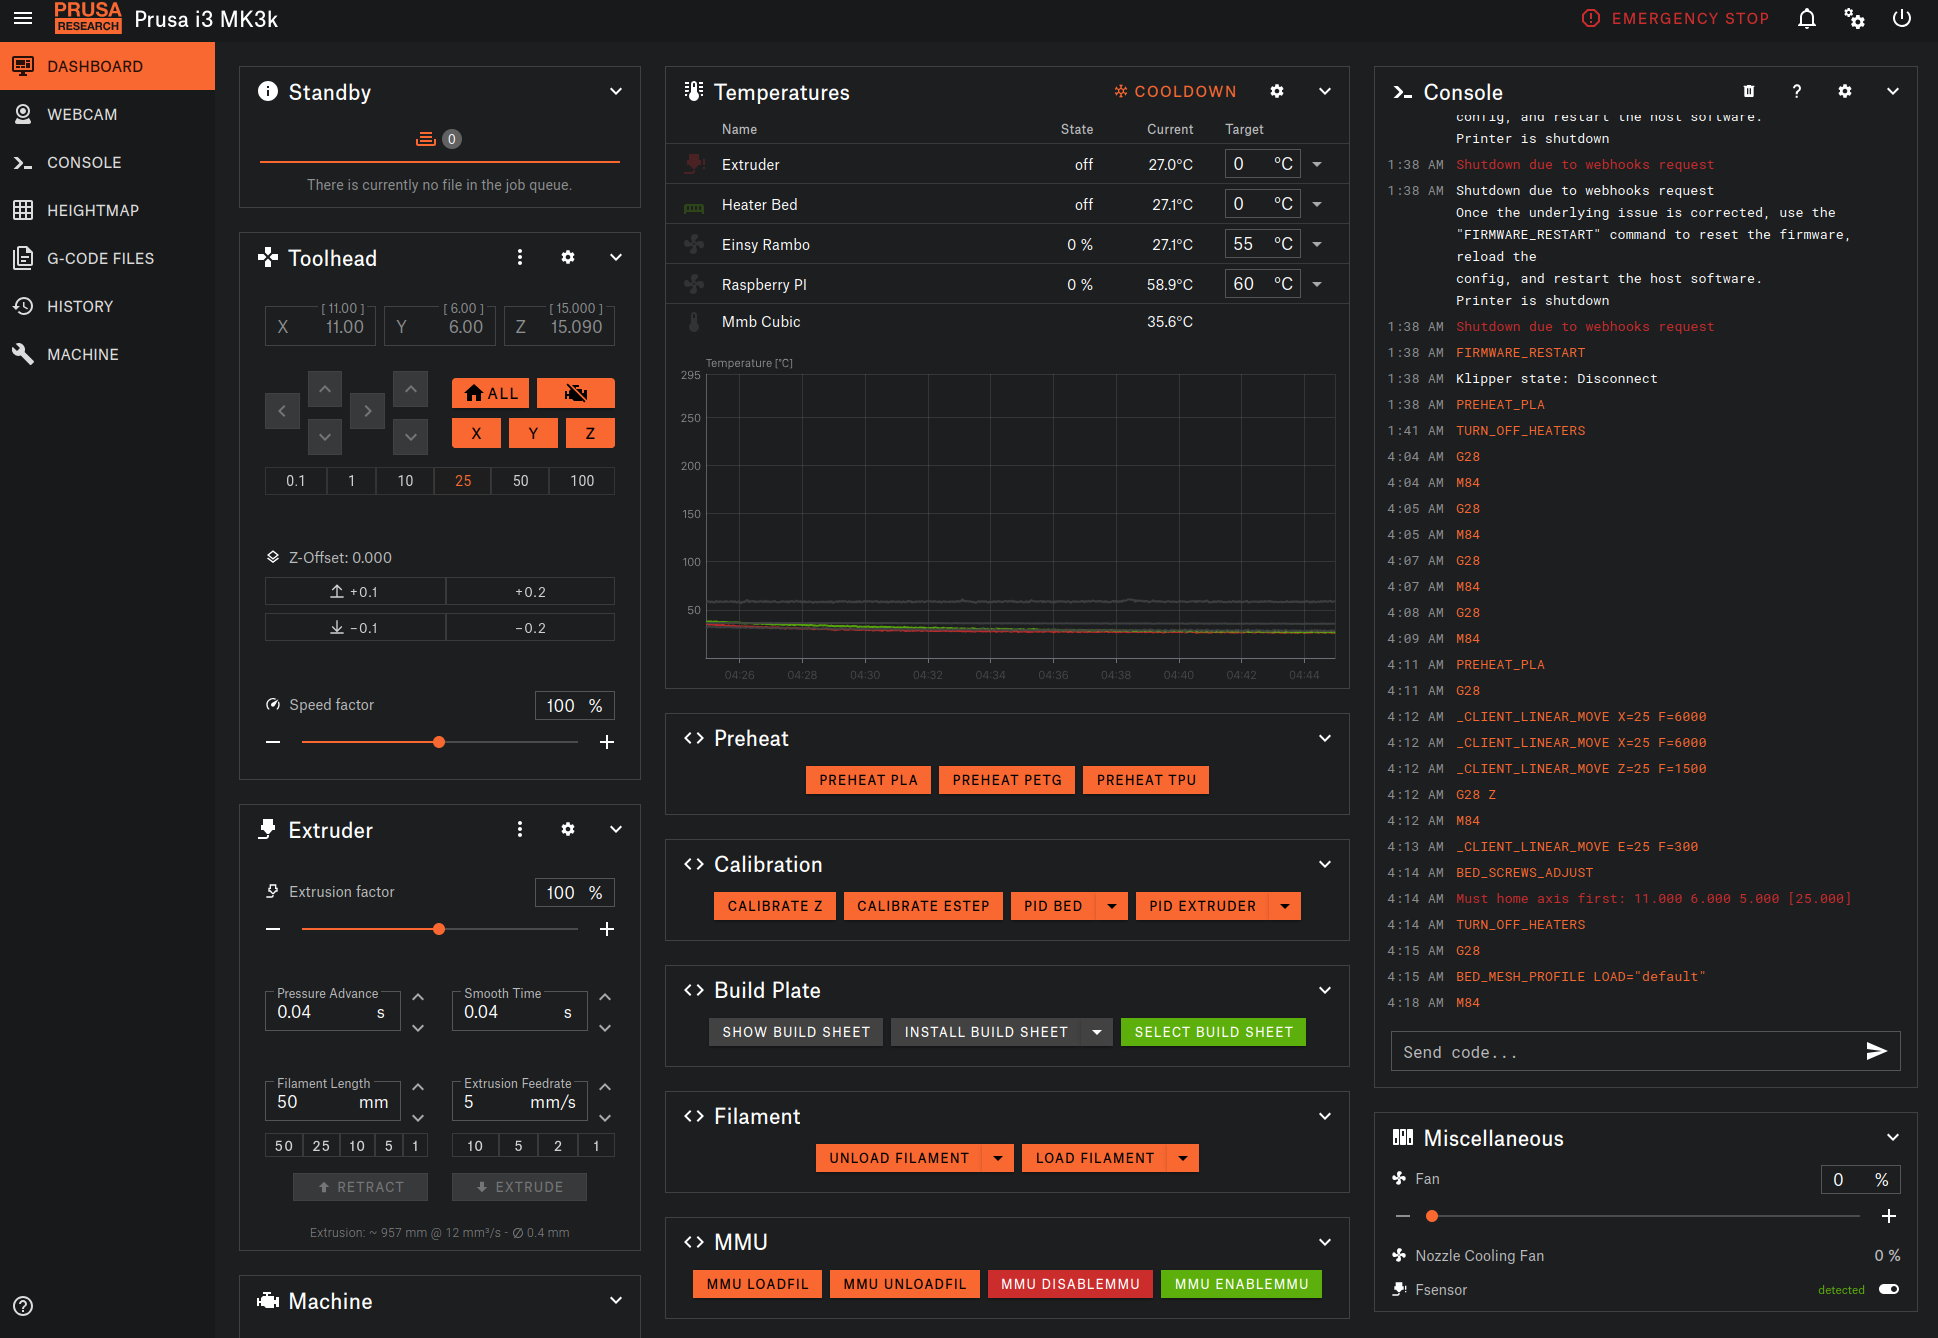 PRUSA
RESEARCH
Prusa i3 MK3k
EMERGENCY STOP
DASHBOARD
WEBCAM
CONSOLE
HEIGHTMAP
G-CODE FILES
HISTORY
MACHINE
Standby
0
There is currently no file in the job queue.
Toolhead
[ 11.00 ]
X 11.00
[ 6.00 ]
Y 6.00
[ 15.000 ]
Z 15.090
ALL
X Y Z
0.1 1 10 25 50 100
Z-Offset: 0.000
+0.1 +0.2
-0.1 -0.2
Speed factor 100 %
Extruder
Extrusion factor 100 %
Pressure Advance
0.04 s
Smooth Time
0.04 s
Filament Length
50 mm
Extrusion Feedrate
5 mm/s
50 25 10 5 1
10 5 2 1
RETRACT EXTRUDE
Extrusion: ~ 957 mm @ 12 mm³/s - ∅ 0.4 mm
Machine
Temperatures
COOLDOWN
Name State Current Target
Extruder off 27.0°C 0 °C
Heater Bed off 27.1°C 0 °C
Einsy Rambo 0 % 27.1°C 55 °C
Raspberry PI 0 % 58.9°C 60 °C
Mmb Cubic 35.6°C
Temperature [°C]
295
250
200
150
100
50
04:26 04:28 04:30 04:32 04:34 04:36 04:38 04:40 04:42 04:44
Preheat
PREHEAT PLA PREHEAT PETG PREHEAT TPU
Calibration
CALIBRATE Z CALIBRATE ESTEP PID BED PID EXTRUDER
Build Plate
SHOW BUILD SHEET INSTALL BUILD SHEET SELECT BUILD SHEET
Filament
UNLOAD FILAMENT LOAD FILAMENT
MMU
MMU LOADFIL MMU UNLOADFIL MMU DISABLEMMU MMU ENABLEMMU
Console
config, and restart the host software.
Printer is shutdown
1:38 AM Shutdown due to webhooks request
1:38 AM Shutdown due to webhooks request
Once the underlying issue is corrected, use the
"FIRMWARE_RESTART" command to reset the firmware,
reload the
config, and restart the host software.
Printer is shutdown
1:38 AM Shutdown due to webhooks request
1:38 AM FIRMWARE_RESTART
1:38 AM Klipper state: Disconnect
1:38 AM PREHEAT_PLA
1:41 AM TURN_OFF_HEATERS
4:04 AM G28
4:04 AM M84
4:05 AM G28
4:05 AM M84
4:07 AM G28
4:07 AM M84
4:08 AM G28
4:09 AM M84
4:11 AM PREHEAT_PLA
4:11 AM G28
4:12 AM _CLIENT_LINEAR_MOVE X=25 F=6000
4:12 AM _CLIENT_LINEAR_MOVE X=25 F=6000
4:12 AM _CLIENT_LINEAR_MOVE Z=25 F=1500
4:12 AM G28 Z
4:12 AM M84
4:13 AM _CLIENT_LINEAR_MOVE E=25 F=300
4:14 AM BED_SCREWS_ADJUST
4:14 AM Must home axis first: 11.000 6.000 5.000 [25.000]
4:14 AM TURN_OFF_HEATERS
4:15 AM G28
4:15 AM BED_MESH_PROFILE LOAD="default"
4:18 AM M84
Send code...
Miscellaneous
Fan 0 %
Nozzle Cooling Fan 0 %
Fsensor detected